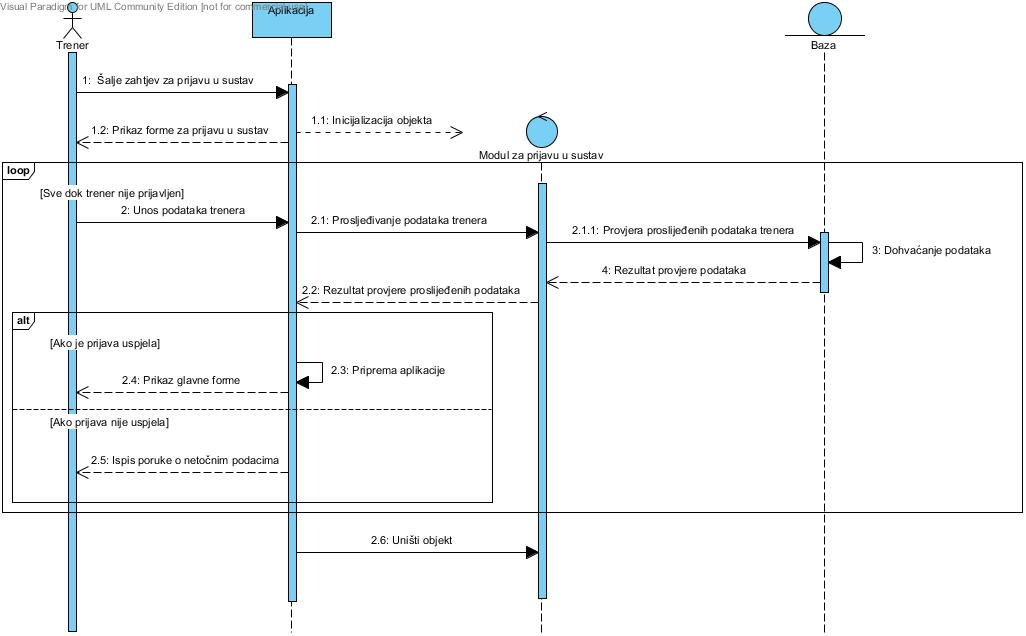 Visual Paradigm for UML Community Edition [not for commercial use]
Aplikacija
Trener
Baza
1:  Šalje zahtjev za prijavu u sustav
1.1: Inicijalizacija objekta
1.2: Prikaz forme za prijavu u sustav
Modul za prijavu u sustav
loop
[Sve dok trener nije prijavljen]
2: Unos podataka trenera
2.1: Prosljeđivanje podataka trenera
2.1.1: Provjera proslijeđenih podataka trenera
3: Dohvaćanje podataka
4: Rezultat provjere podataka
2.2: Rezultat provjere proslijeđenih podataka
alt
[Ako je prijava uspjela]
2.3: Priprema aplikacije
2.4: Prikaz glavne forme
[Ako prijava nije uspjela]
2.5: Ispis poruke o netočnim podacima
2.6: Uništi objekt